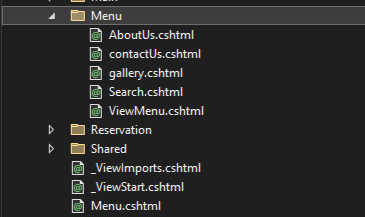 Menu
AboutUs.cshtml
contactUs.cshtml
gallery.cshtml
Search.cshtml
ViewMenu.cshtml
Reservation
Shared
_ViewImports.cshtml
_ViewStart.cshtml
Menu.cshtml